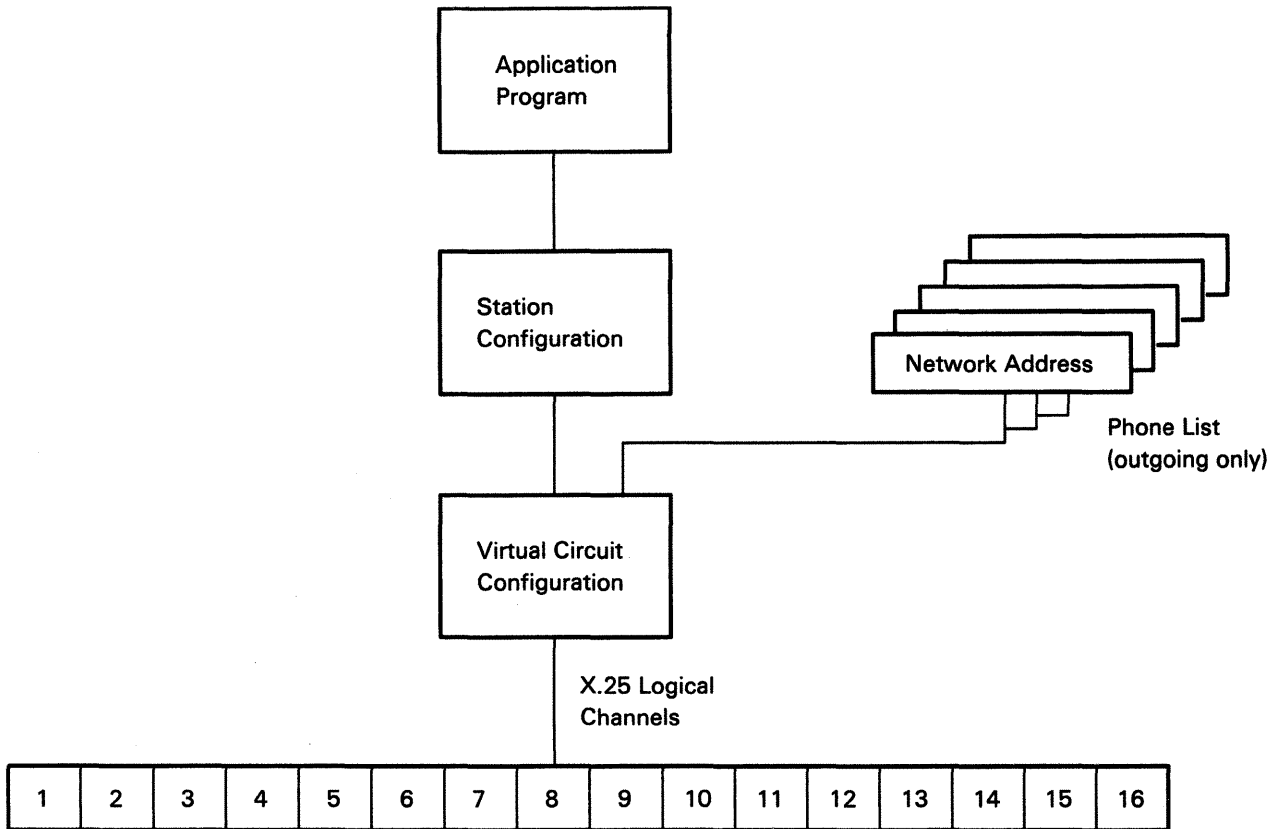 Application
Program
Station
Configuration
Network Address
Phone List
(outgoing only)
Virtual Circuit
Configuration
X.25 Logical
Channels
1 2 3 4 5 6 7 8 9 10 11 12 13 14 15 16